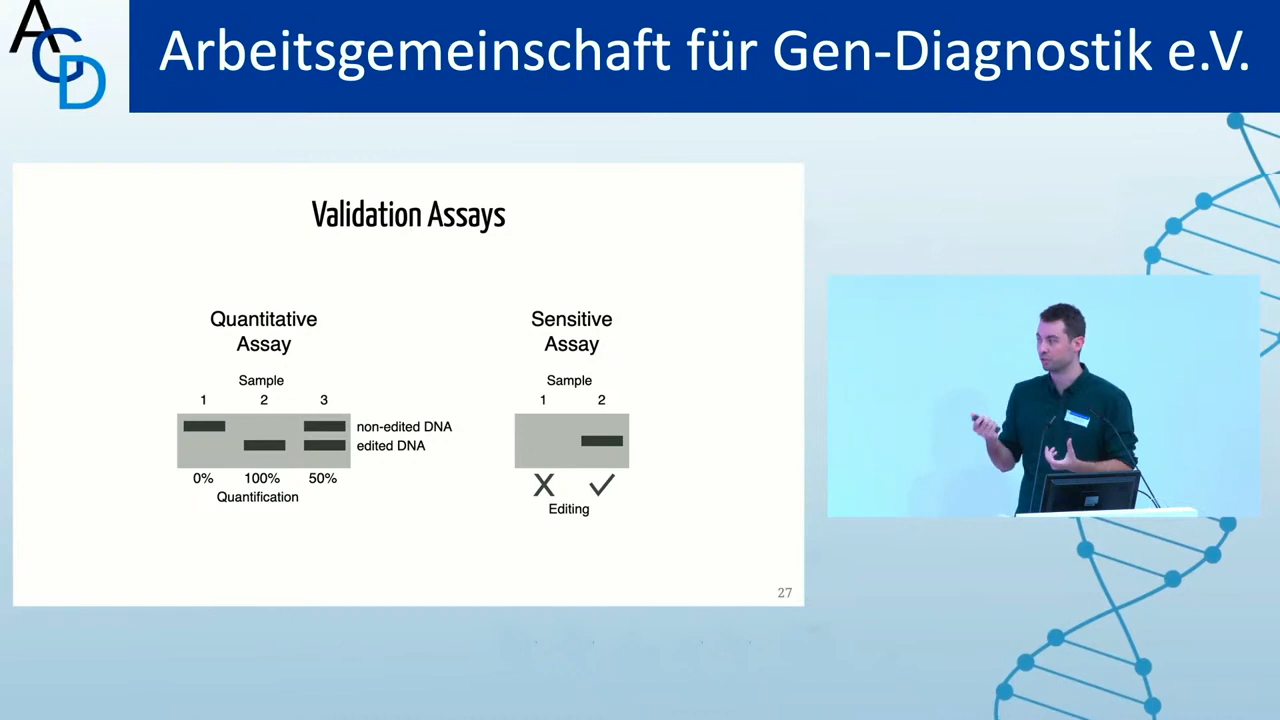 AGD
Arbeitsgemeinschaft für Gen-Diagnostik e.V.
Validation Assays
Quantitative
Assay
Sample
1 2 3
non-edited DNA
edited DNA
0% 100% 50%
Quantification
Sensitive
Assay
Sample
1 2
X ✓
Editing
27